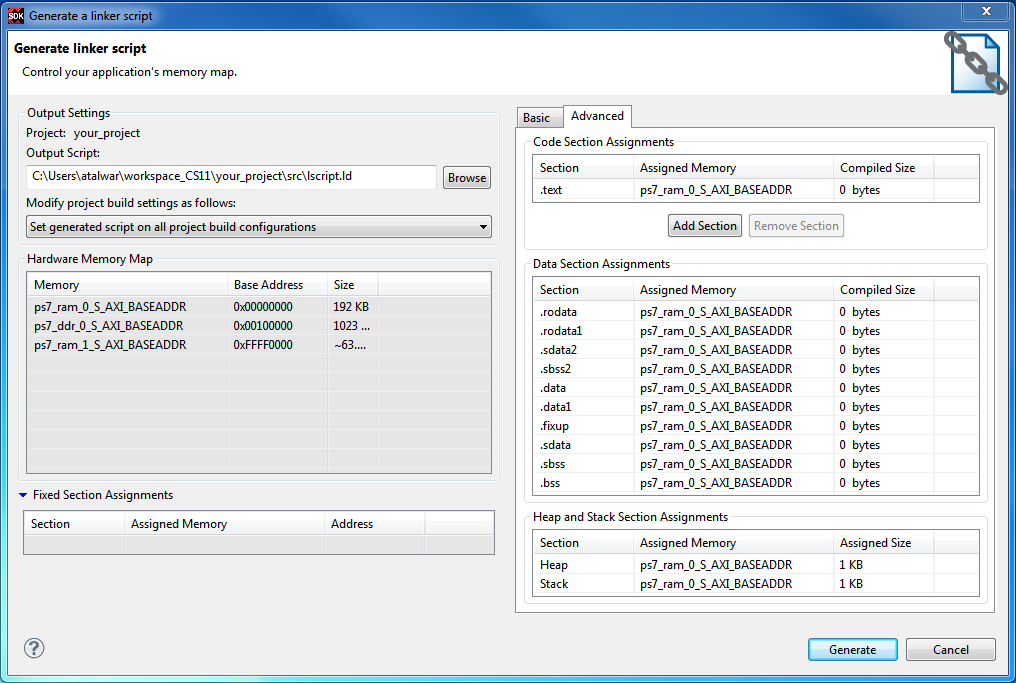 SDK Generate a linker script
Generate linker script
Control your application's memory map.
Output Settings
Project: your_project
Output Script:
C:\Users\atalwar\workspace_CS11\your_project\src\lscript.ld Browse
Modify project build settings as follows:
Set generated script on all project build configurations
Hardware Memory Map
Memory Base Address Size
ps7_ram_0_S_AXI_BASEADDR 0x00000000 192 KB
ps7_ddr_0_S_AXI_BASEADDR 0x00100000 1023 ...
ps7_ram_1_S_AXI_BASEADDR 0xFFFF0000 ~63....
Fixed Section Assignments
Section Assigned Memory Address
Basic Advanced
Code Section Assignments
Section Assigned Memory Compiled Size
.text ps7_ram_0_S_AXI_BASEADDR 0 bytes
Add Section Remove Section
Data Section Assignments
Section Assigned Memory Compiled Size
.rodata ps7_ram_0_S_AXI_BASEADDR 0 bytes
.rodata1 ps7_ram_0_S_AXI_BASEADDR 0 bytes
.sdata2 ps7_ram_0_S_AXI_BASEADDR 0 bytes
.sbss2 ps7_ram_0_S_AXI_BASEADDR 0 bytes
.data ps7_ram_0_S_AXI_BASEADDR 0 bytes
.data1 ps7_ram_0_S_AXI_BASEADDR 0 bytes
.fixup ps7_ram_0_S_AXI_BASEADDR 0 bytes
.sdata ps7_ram_0_S_AXI_BASEADDR 0 bytes
.sbss ps7_ram_0_S_AXI_BASEADDR 0 bytes
.bss ps7_ram_0_S_AXI_BASEADDR 0 bytes
Heap and Stack Section Assignments
Section Assigned Memory Assigned Size
Heap ps7_ram_0_S_AXI_BASEADDR 1 KB
Stack ps7_ram_0_S_AXI_BASEADDR 1 KB
? Generate Cancel